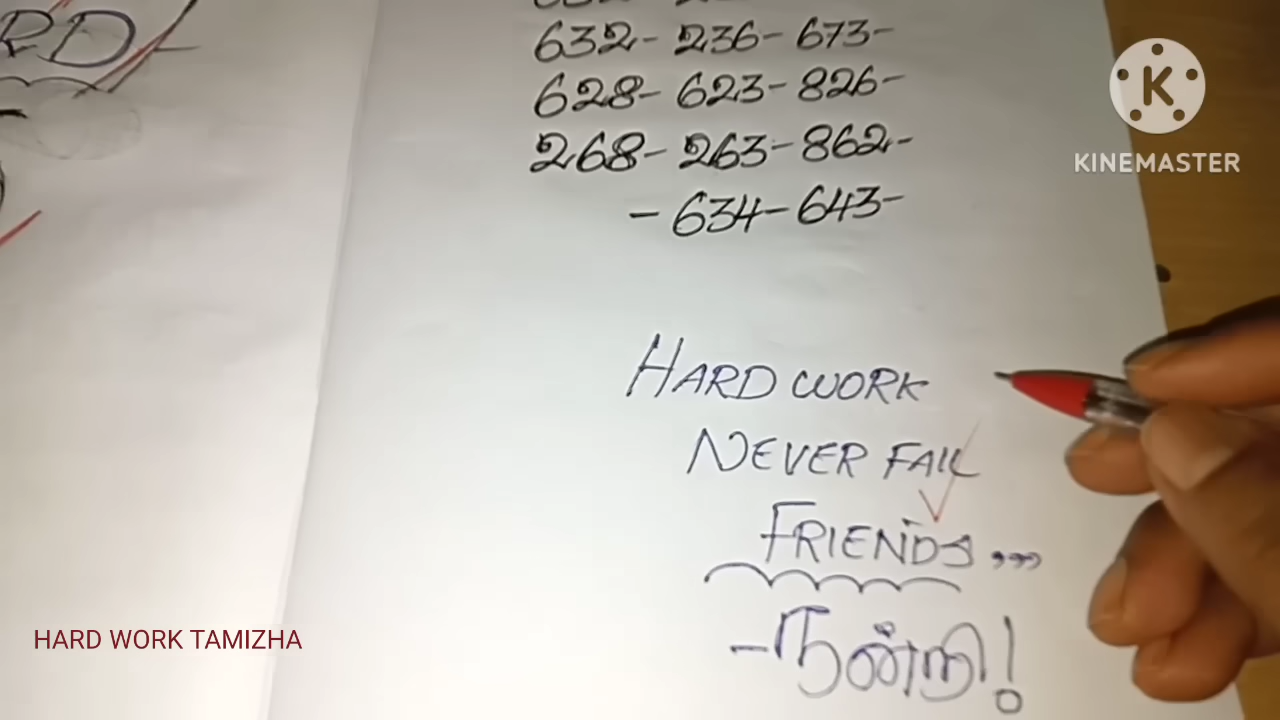 RD
632- 236- 673-
628- 623- 826-
268- 263- 862-
- 634- 643-
HARD WORK
NEVER FAIL
FRIENDS,,,
-நன்றி!
K
KINEMASTER
HARD WORK TAMIZHA